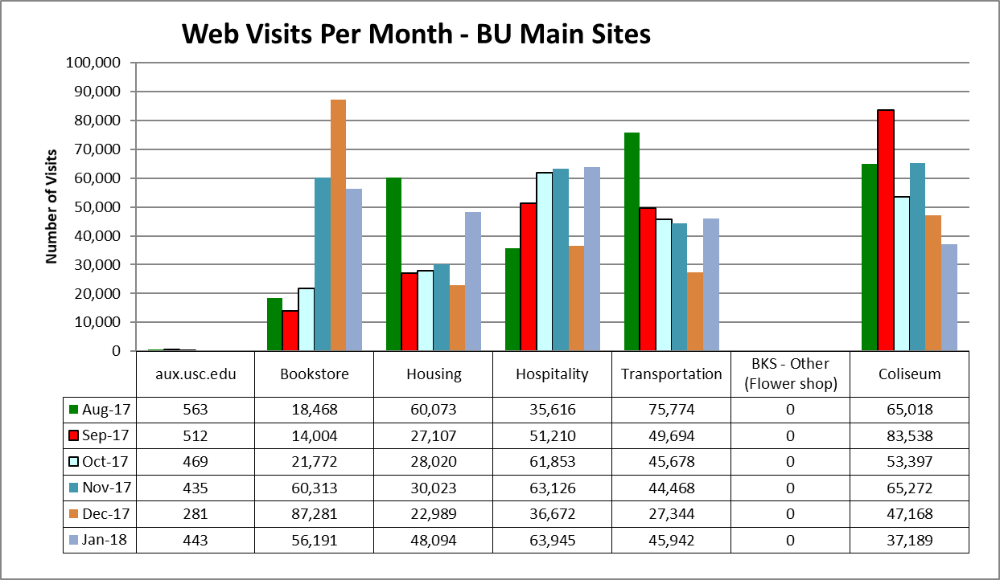 Web Visits Per Month - BU Main Sites
100,000
90,000
80,000
70,000
60,000
50,000
40,000
30,000
20,000
10,000
0
Number of Visits
aux.usc.edu Bookstore Housing Hospitality Transportation BKS - Other (Flower shop) Coliseum
Aug-17 563 18,468 60,073 35,616 75,774 0 65,018
Sep-17 512 14,004 27,107 51,210 49,694 0 83,538
Oct-17 469 21,772 28,020 61,853 45,678 0 53,397
Nov-17 435 60,313 30,023 63,126 44,468 0 65,272
Dec-17 281 87,281 22,989 36,672 27,344 0 47,168
Jan-18 443 56,191 48,094 63,945 45,942 0 37,189